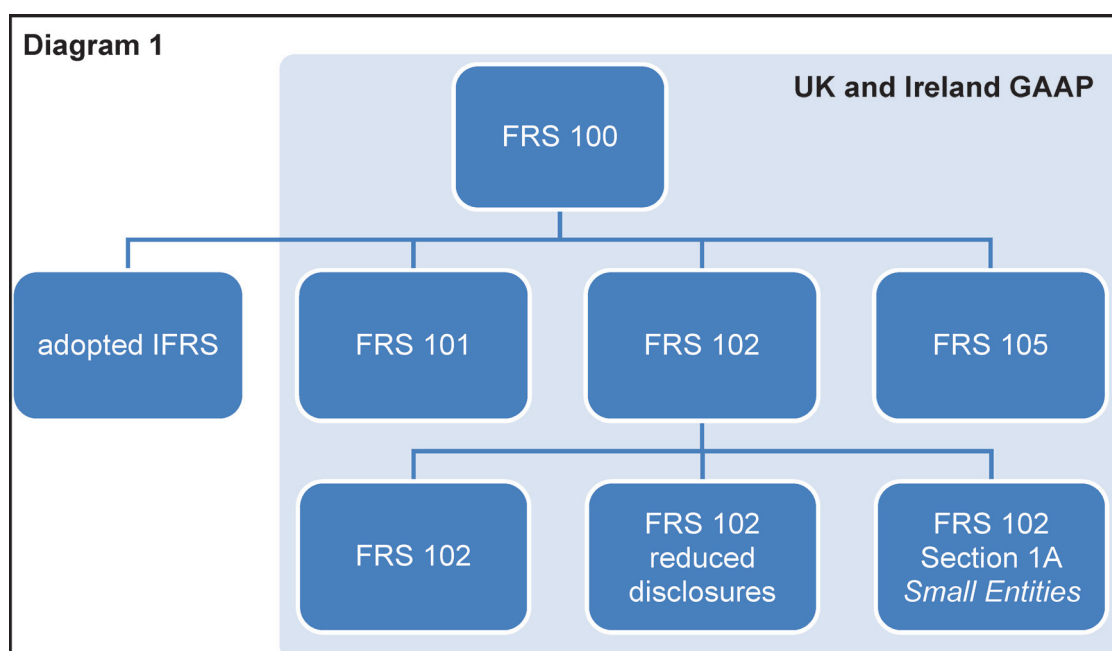 Diagram 1
UK and Ireland GAAP
FRS 100
adopted IFRS
FRS 101
FRS 102
FRS 105
FRS 102
FRS 102
reduced
disclosures
FRS 102
Section 1A
Small Entities